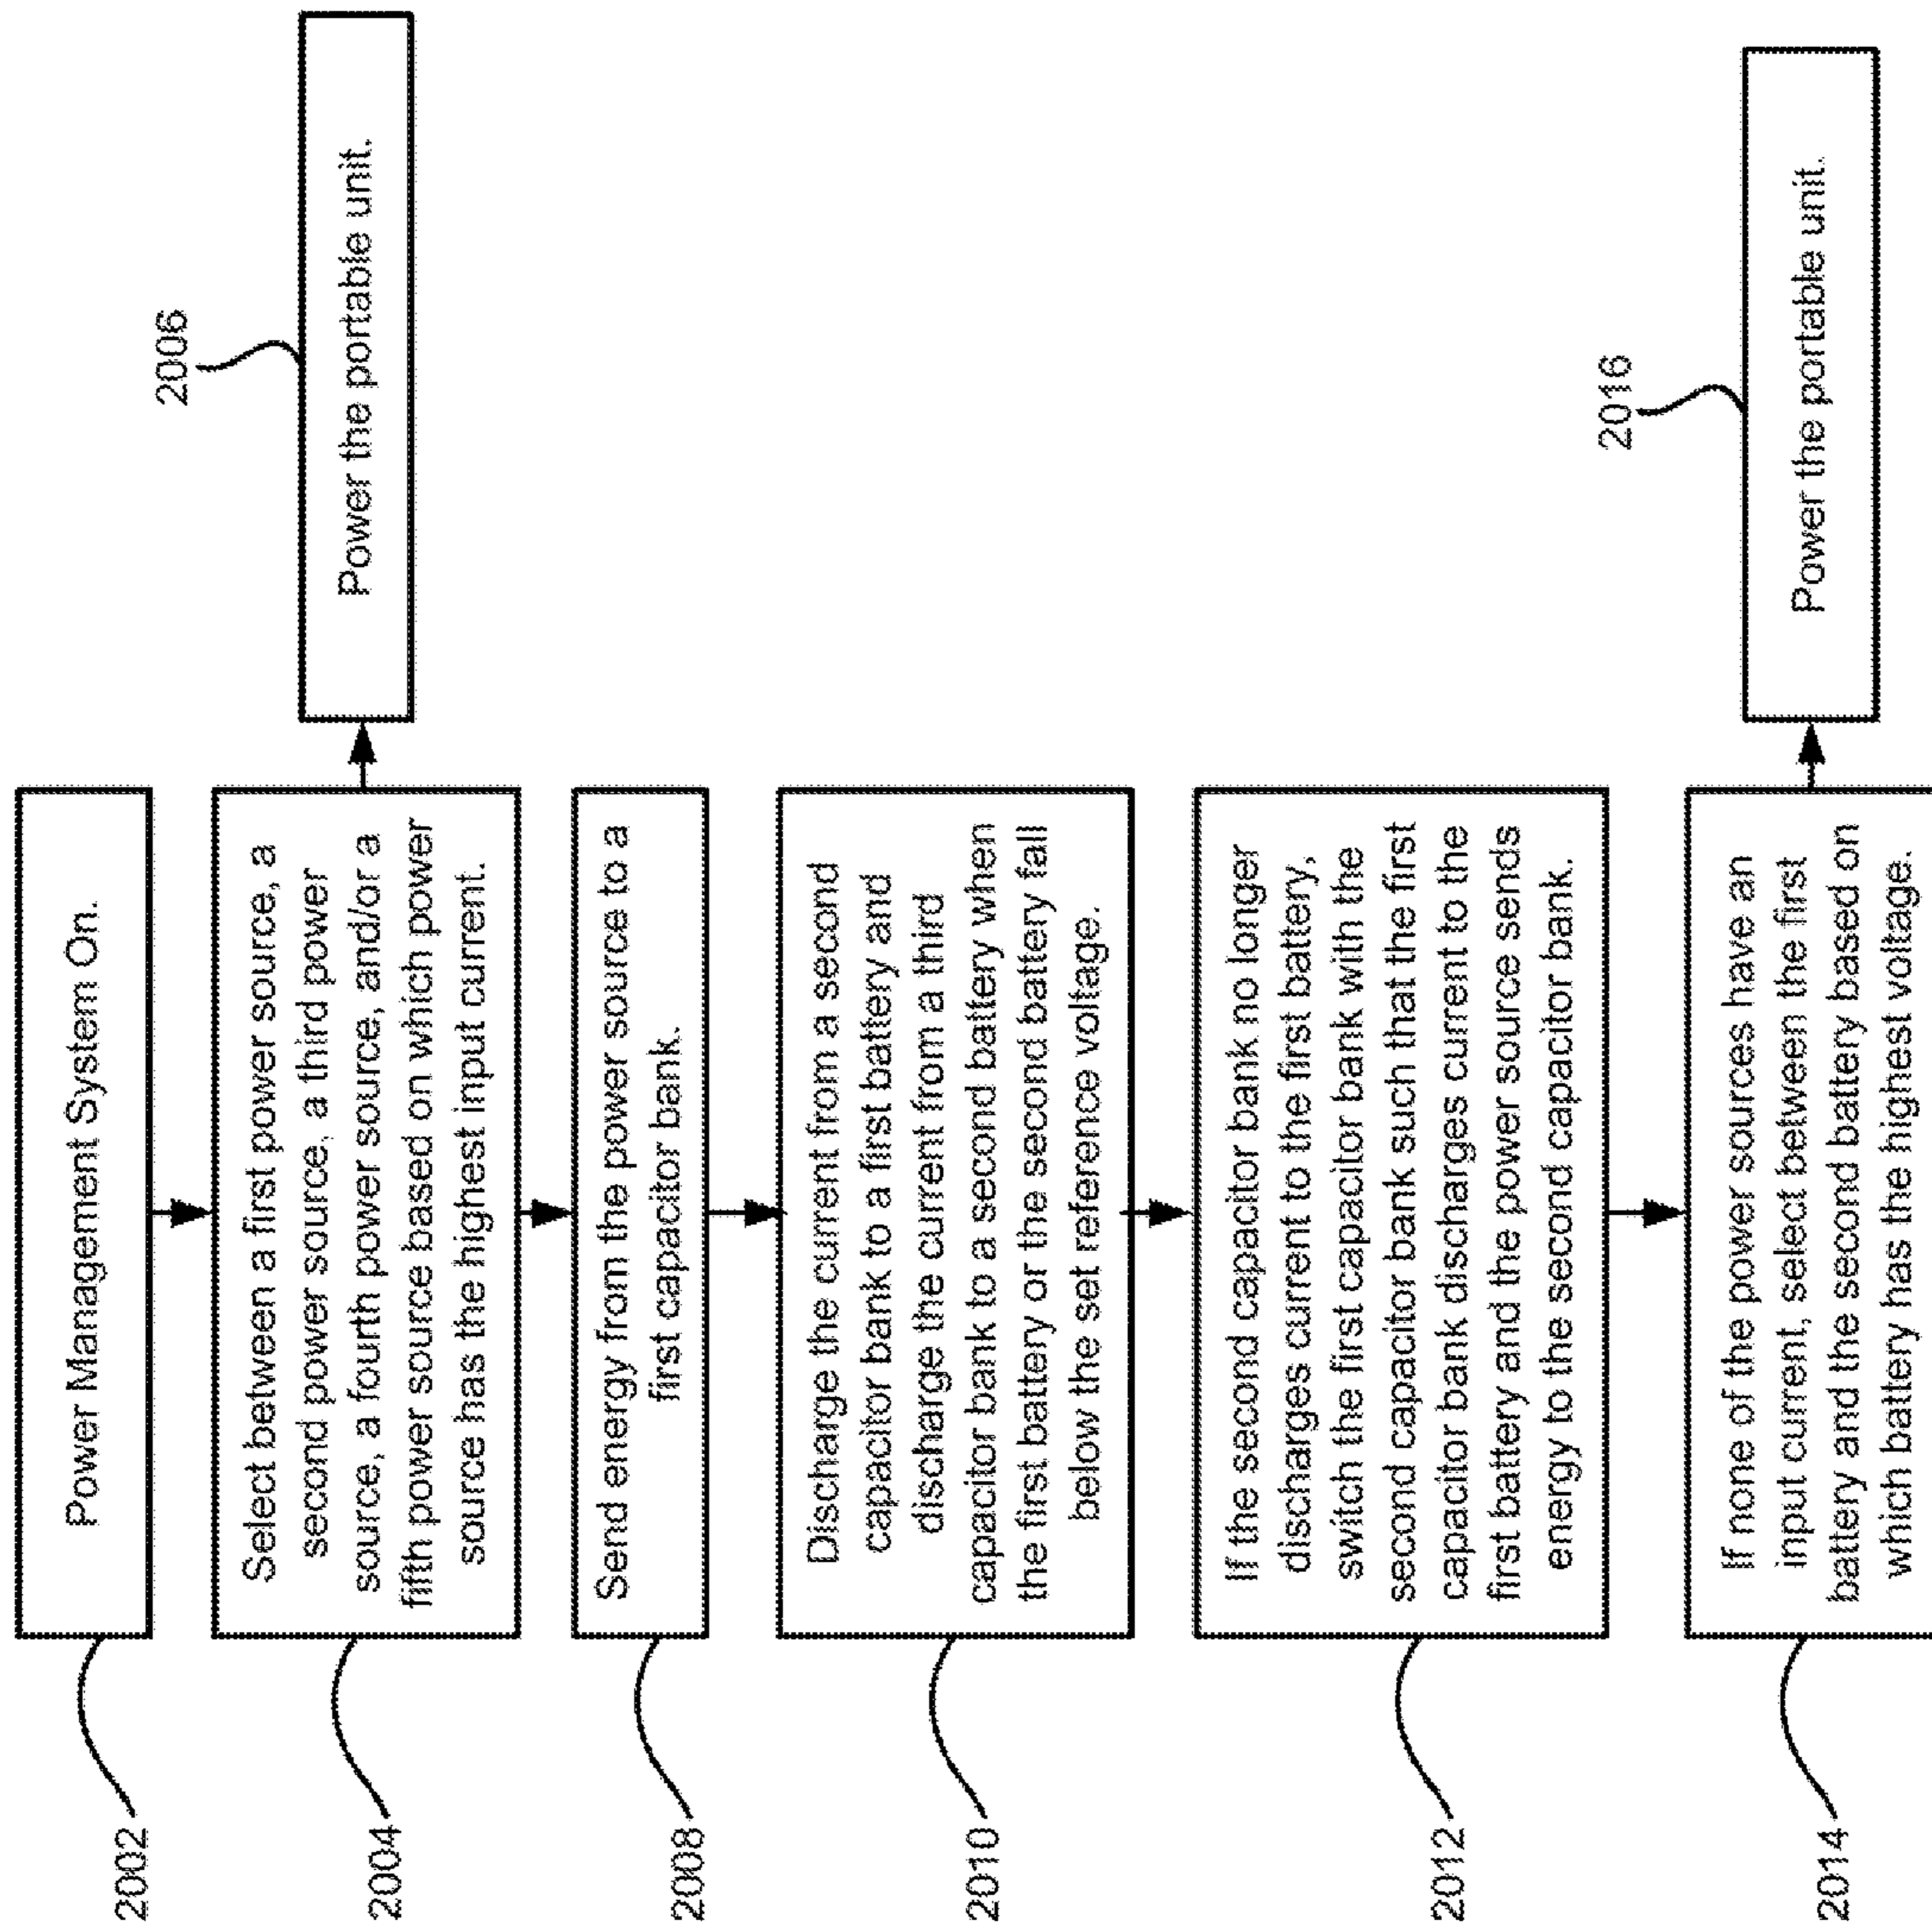 2002
Power Management System On.
2004
Select between a first power source, a
second power source, a third power
source, a fourth power source, and/or a
fifth power source based on which power
source has the highest input current.
2006
Power the portable unit.
2008
Send energy from the power source to a
first capacitor bank.
2010
Discharge the current from a second
capacitor bank to a first battery and
discharge the current from a third
capacitor bank to a second battery when
the first battery or the second battery fall
below the set reference voltage.
2012
If the second capacitor bank no longer
discharges current to the first battery,
switch the first capacitor bank with the
second capacitor bank such that the first
capacitor bank discharges current to the
first battery and the power source sends
energy to the second capacitor bank.
2014
If none of the power sources have an
input current, select between the first
battery and the second battery based on
which battery has the highest voltage.
2016
Power the portable unit.